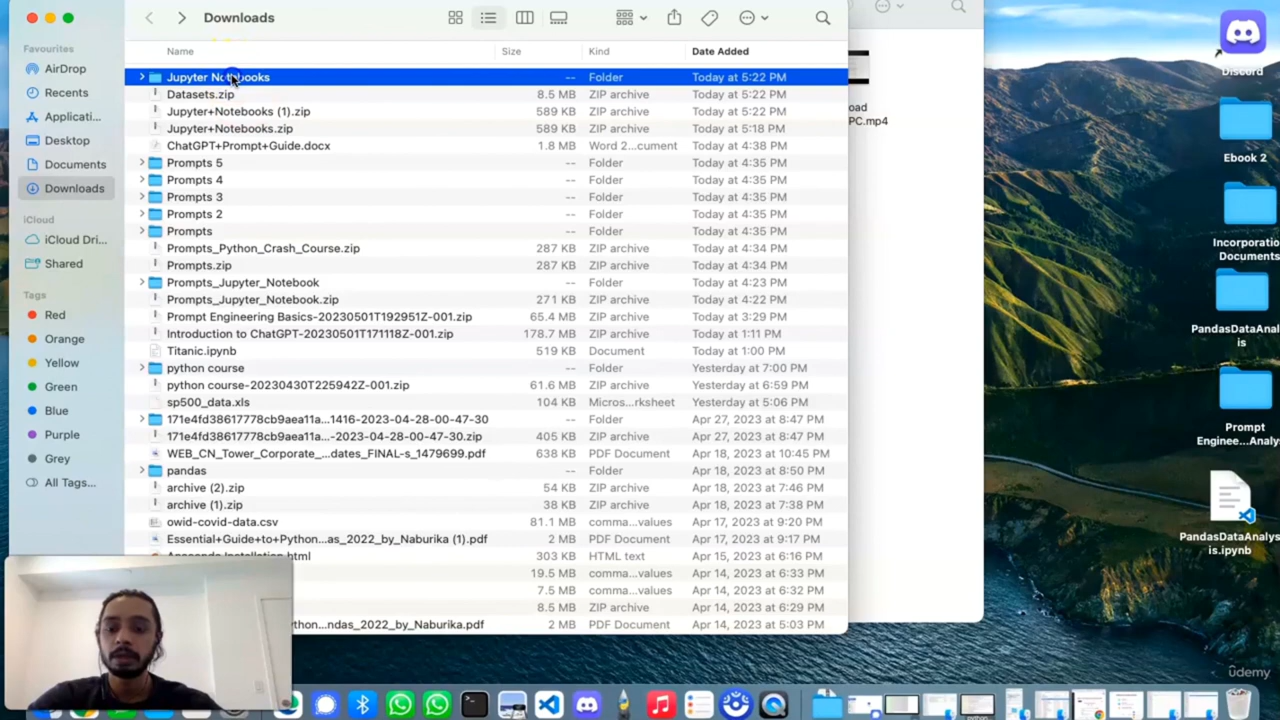 Downloads
Favourites
AirDrop
Recents
Applicati...
Desktop
Documents
Downloads
iCloud
iCloud Dri...
Shared
Tags
Red
Orange
Yellow
Green
Blue
Purple
Grey
All Tags...
Name Size Kind Date Added
Jupyter Notebooks -- Folder Today at 5:22 PM
Datasets.zip 8.5 MB ZIP archive Today at 5:22 PM
Jupyter+Notebooks (1).zip 589 KB ZIP archive Today at 5:22 PM
Jupyter+Notebooks.zip 589 KB ZIP archive Today at 5:18 PM
ChatGPT+Prompt+Guide.docx 1.8 MB Word 2...cument Today at 4:38 PM
Prompts 5 -- Folder Today at 4:35 PM
Prompts 4 -- Folder Today at 4:35 PM
Prompts 3 -- Folder Today at 4:35 PM
Prompts 2 -- Folder Today at 4:35 PM
Prompts -- Folder Today at 4:35 PM
Prompts_Python_Crash_Course.zip 287 KB ZIP archive Today at 4:34 PM
Prompts.zip 287 KB ZIP archive Today at 4:34 PM
Prompts_Jupyter_Notebook -- Folder Today at 4:23 PM
Prompts_Jupyter_Notebook.zip 271 KB ZIP archive Today at 4:22 PM
Prompt Engineering Basics-20230501T192951Z-001.zip 65.4 MB ZIP archive Today at 3:29 PM
Introduction to ChatGPT-20230501T171118Z-001.zip 178.7 MB ZIP archive Today at 1:11 PM
Titanic.ipynb 519 KB Document Today at 1:00 PM
python course -- Folder Yesterday at 7:00 PM
python course-20230430T225942Z-001.zip 61.6 MB ZIP archive Yesterday at 6:59 PM
sp500_data.xls 104 KB Micros...rksheet Yesterday at 5:06 PM
171e4fd38617778cb9aea11a...1416-2023-04-28-00-47-30 -- Folder Apr 27, 2023 at 8:47 PM
171e4fd38617778cb9aea11a...-2023-04-28-00-47-30.zip 405 KB ZIP archive Apr 27, 2023 at 8:47 PM
WEB_CN_Tower_Corporate_...dates_FINAL-s_1479699.pdf 638 KB PDF Document Apr 18, 2023 at 10:45 PM
pandas -- Folder Apr 18, 2023 at 8:50 PM
archive (2).zip 54 KB ZIP archive Apr 18, 2023 at 7:46 PM
archive (1).zip 38 KB ZIP archive Apr 18, 2023 at 7:38 PM
owid-covid-data.csv 81.1 MB comma...values Apr 17, 2023 at 9:20 PM
Essential+Guide+to+Python...as_2022_by_Naburika (1).pdf 2 MB PDF Document Apr 17, 2023 at 9:17 PM
Anaconda Installation.html 303 KB HTML text Apr 15, 2023 at 6:16 PM
19.5 MB comma...values Apr 14, 2023 at 6:33 PM
7.5 MB comma...values Apr 14, 2023 at 6:32 PM
8.5 MB ZIP archive Apr 14, 2023 at 6:29 PM
ython...ndas_2022_by_Naburika.pdf 2 MB PDF Document Apr 14, 2023 at 5:03 PM
oad
PC.mp4
Discord
Ebook 2
Incorporation
Documents
PandasDataAnalys
is
Prompt
Enginee...Analys
PandasDataAnalys
is.ipynb
udemy